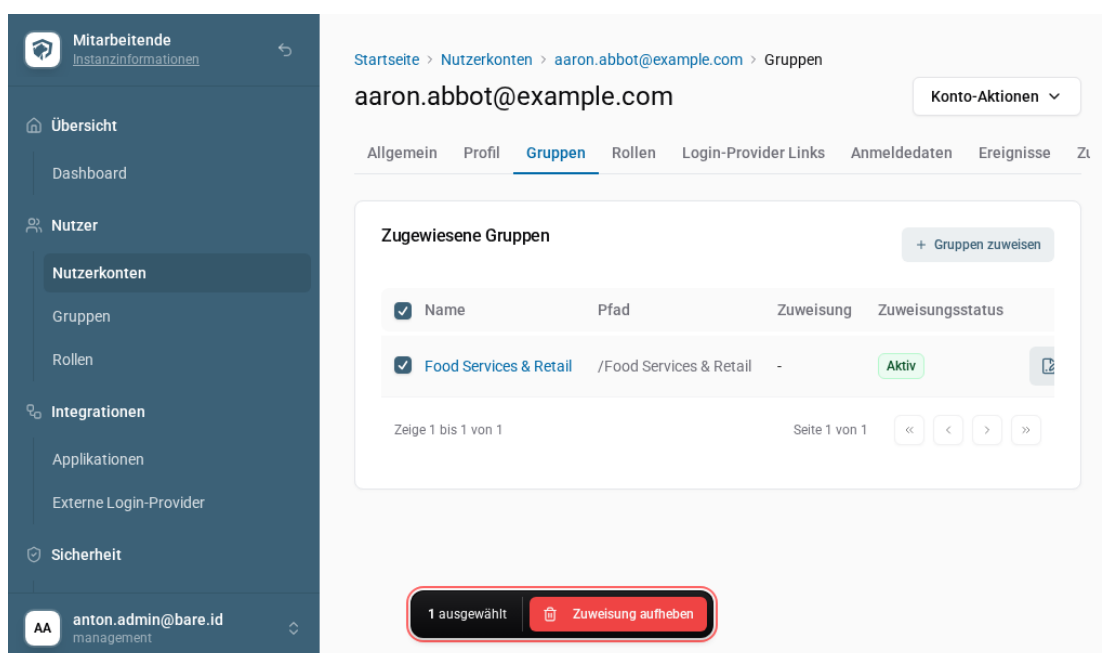 Mitarbeitende
Instanzinformationen
Übersicht
Dashboard
Nutzer
Nutzerkonten
Gruppen
Rollen
Integrationen
Applikationen
Externe Login-Provider
Sicherheit
AA
anton.admin@bare.id
management
Startseite > Nutzerkonten > aaron.abbot@example.com > Gruppen
aaron.abbot@example.com
Konto-Aktionen
Allgemein Profil Gruppen Rollen Login-Provider Links Anmeldedaten Ereignisse
Zugewiesene Gruppen
+ Gruppen zuweisen
Name Pfad Zuweisung Zuweisungsstatus
Food Services & Retail /Food Services & Retail - Aktiv
Zeige 1 bis 1 von 1 Seite 1 von 1 « < > »
1 ausgewählt Zuweisung aufheben